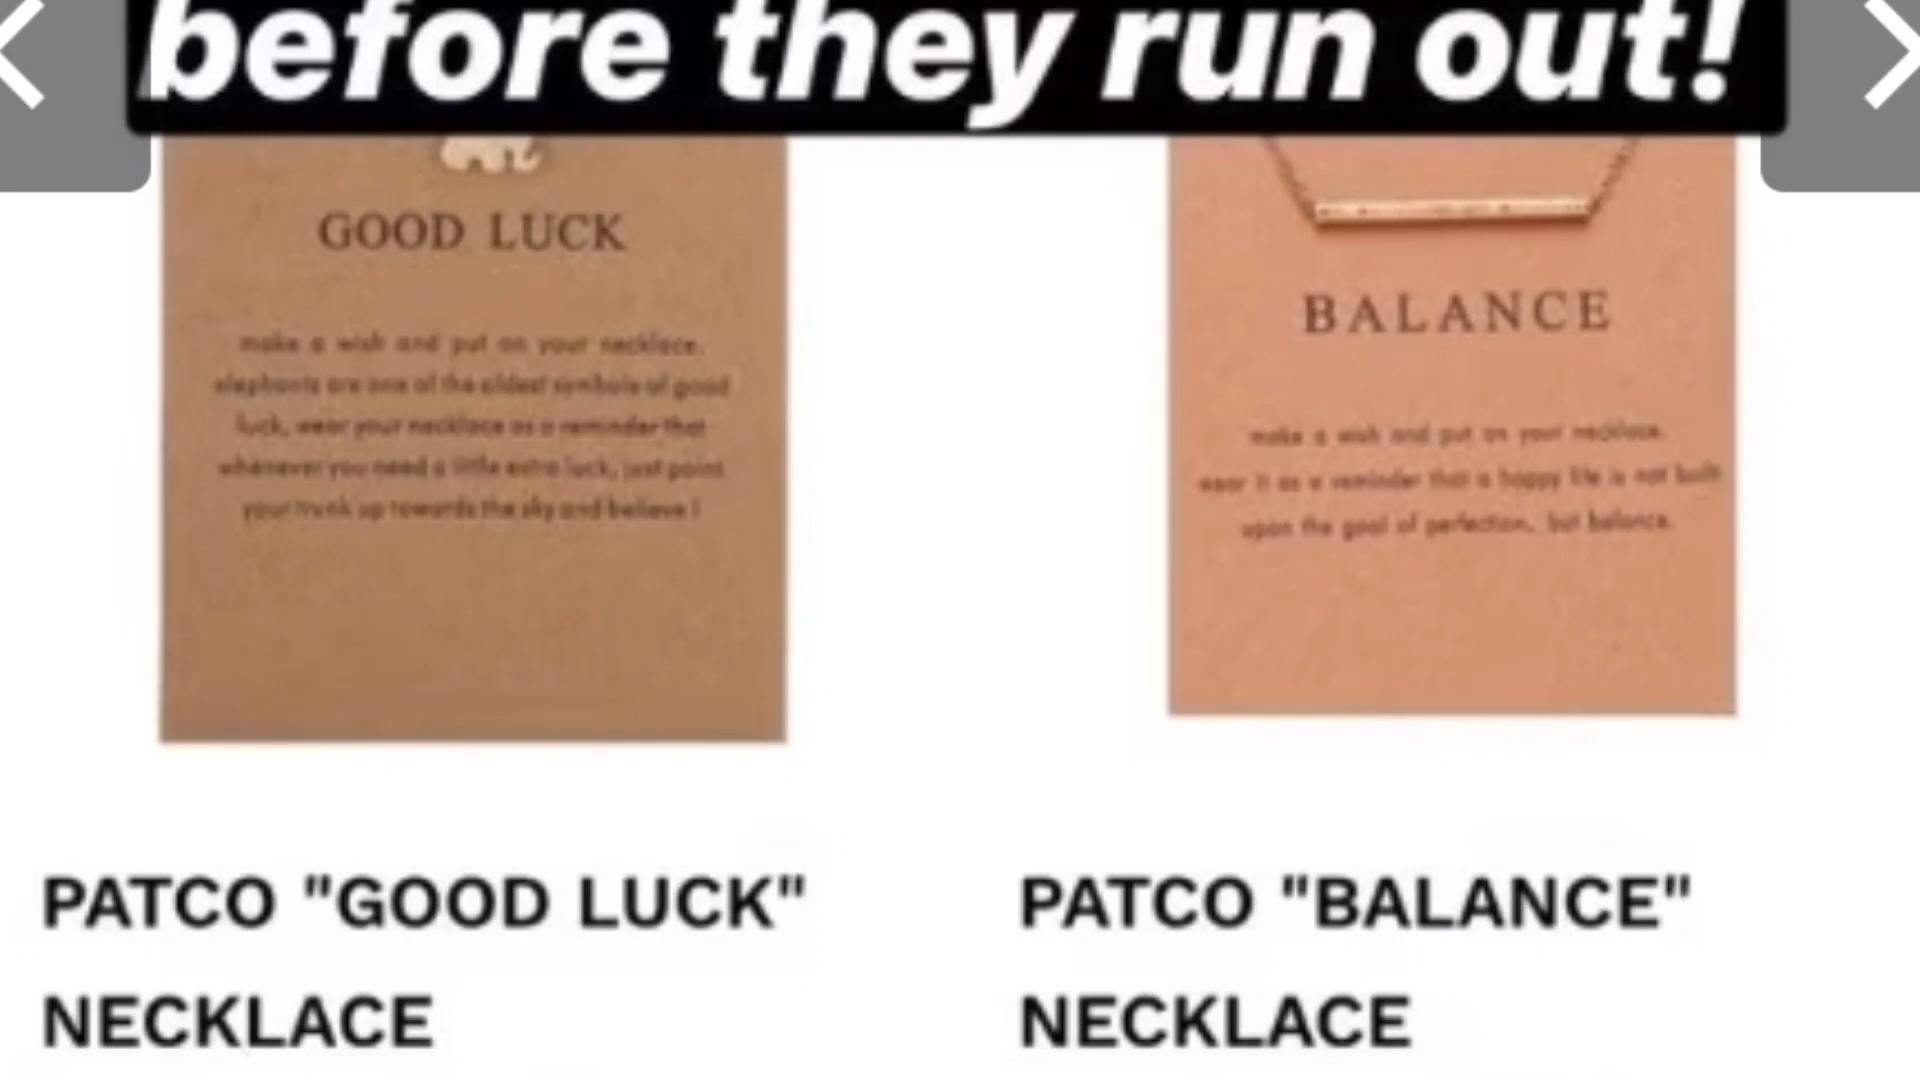 before they run out!
GOOD LUCK
make a wish and put on your necklace.
elephants are one of the oldest symbols of good
luck, wear your necklace as a reminder that
whenever you need a little extra luck, just point
your trunk up towards the sky and believe !
BALANCE
make a wish and put on your necklace.
wear it as a reminder that a happy life is not built
upon the goal of perfection, but balance.
PATCO "GOOD LUCK"
NECKLACE
PATCO "BALANCE"
NECKLACE